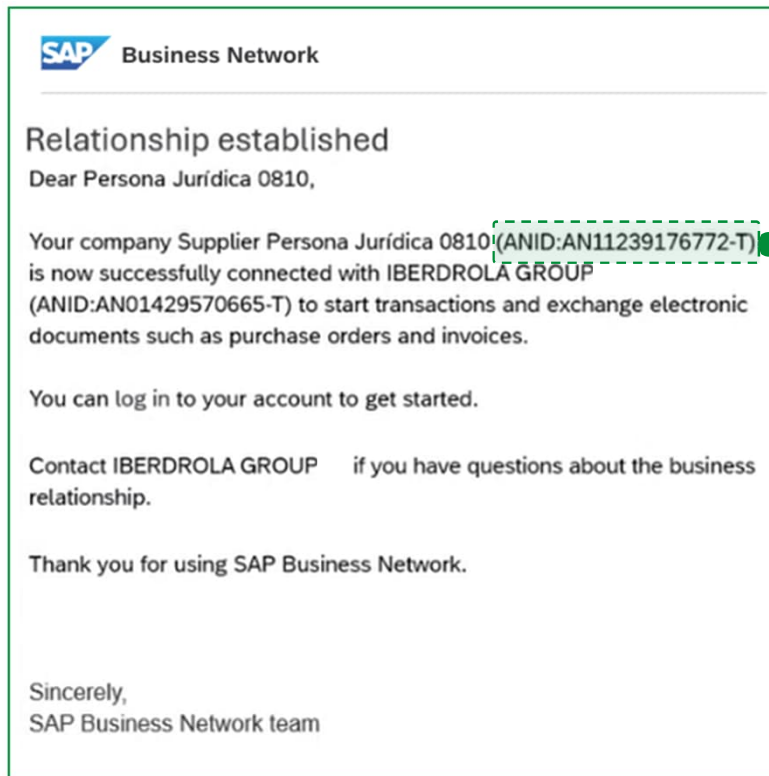 SAP Business Network
Relationship established
Dear Persona Jurídica 0810,
Your company Supplier Persona Jurídica 0810 (ANID:AN11239176772-T)
is now successfully connected with IBERDROLA GROUP
(ANID:AN01429570665-T) to start transactions and exchange electronic
documents such as purchase orders and invoices.
You can log in to your account to get started.
Contact IBERDROLA GROUP if you have questions about the business
relationship.
Thank you for using SAP Business Network.
Sincerely,
SAP Business Network team